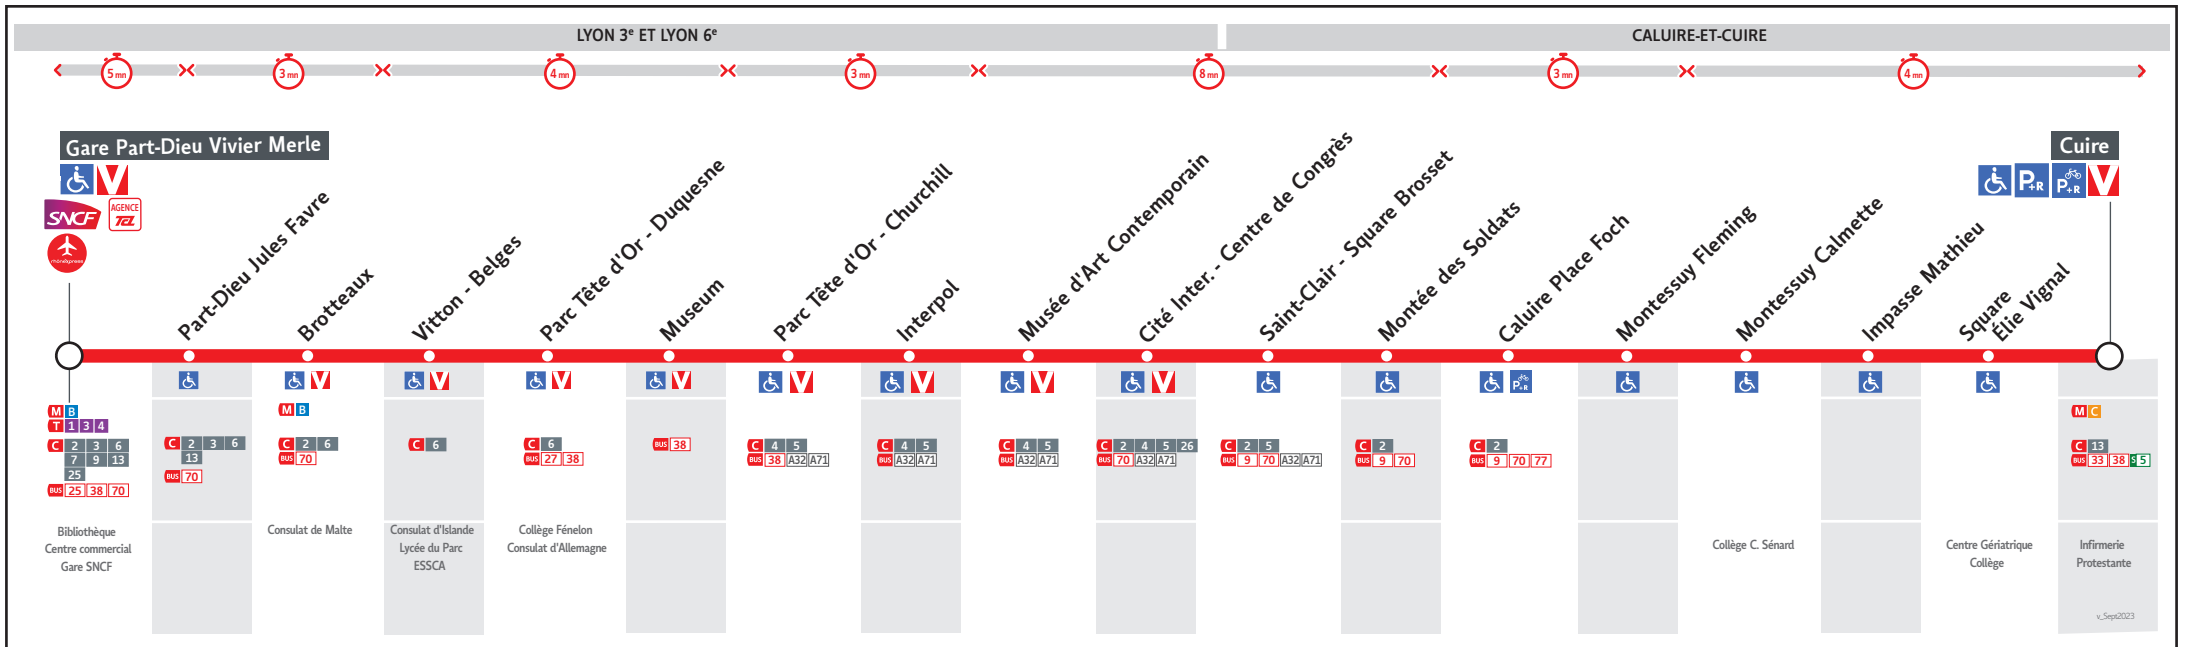 LYON 3e ET LYON 6e
CALUIRE-ET-CUIRE
5 mn
3 mn
4 mn
3 mn
8 mn
3 mn
4 mn
Gare Part-Dieu Vivier Merle
V
SNCF
AGENCE
TCL
rhônexpress
Part-Dieu Jules Favre
Brotteaux
Vitton - Belges
Parc Tête d'Or - Duquesne
Museum
Parc Tête d'Or - Churchill
Interpol
Musée d'Art Contemporain
Cité Inter. - Centre de Congrès
Saint-Clair - Square Brosset
Montée des Soldats
Caluire Place Foch
Montessuy Fleming
Montessuy Calmette
Impasse Mathieu
Square
Élie Vignal
Cuire
P+R P+R V
V
V
V
V
V
V
V
V
P+R
M B
T 1 3 4
C 2 3 6
7 9 13
25
BUS 25 38 70
C 2 3 6
13
BUS 70
M B
C 2 6
BUS 70
C 6
C 6
BUS 27 38
BUS 38
C 4 5
BUS 38 A32 A71
C 4 5
BUS A32 A71
C 4 5
BUS A32 A71
C 2 4 5 26
BUS 70 A32 A71
C 2 5
BUS 9 70 A32 A71
C 2
BUS 9 70
C 2
BUS 9 70 77
M C
C 13
BUS 33 38 S 5
Bibliothèque
Centre commercial
Gare SNCF
Consulat de Malte
Consulat d'Islande
Lycée du Parc
ESSCA
Collège Fénelon
Consulat d'Allemagne
Collège C. Sénard
Centre Gériatrique
Collège
Infirmerie
Protestante
v_Sept2023